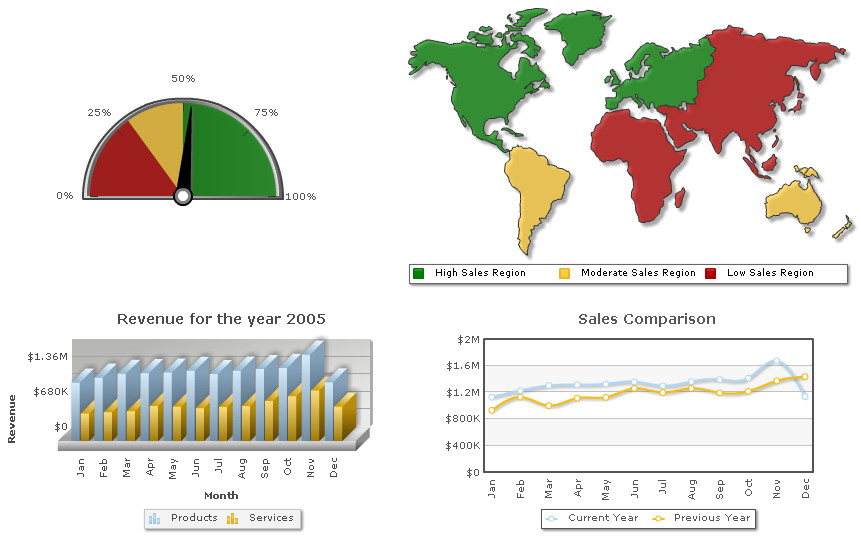 50%
25%
75%
0%
100%
High Sales Region Moderate Sales Region Low Sales Region
Revenue for the year 2005
$1.36M
$680K
$0
Revenue
Jan Feb Mar Apr May Jun Jul Aug Sep Oct Nov Dec
Month
Products Services
Sales Comparison
$2M
$1.6M
$1.2M
$800K
$400K
$0
Jan Feb Mar Apr May Jun Jul Aug Sep Oct Nov Dec
Current Year Previous Year